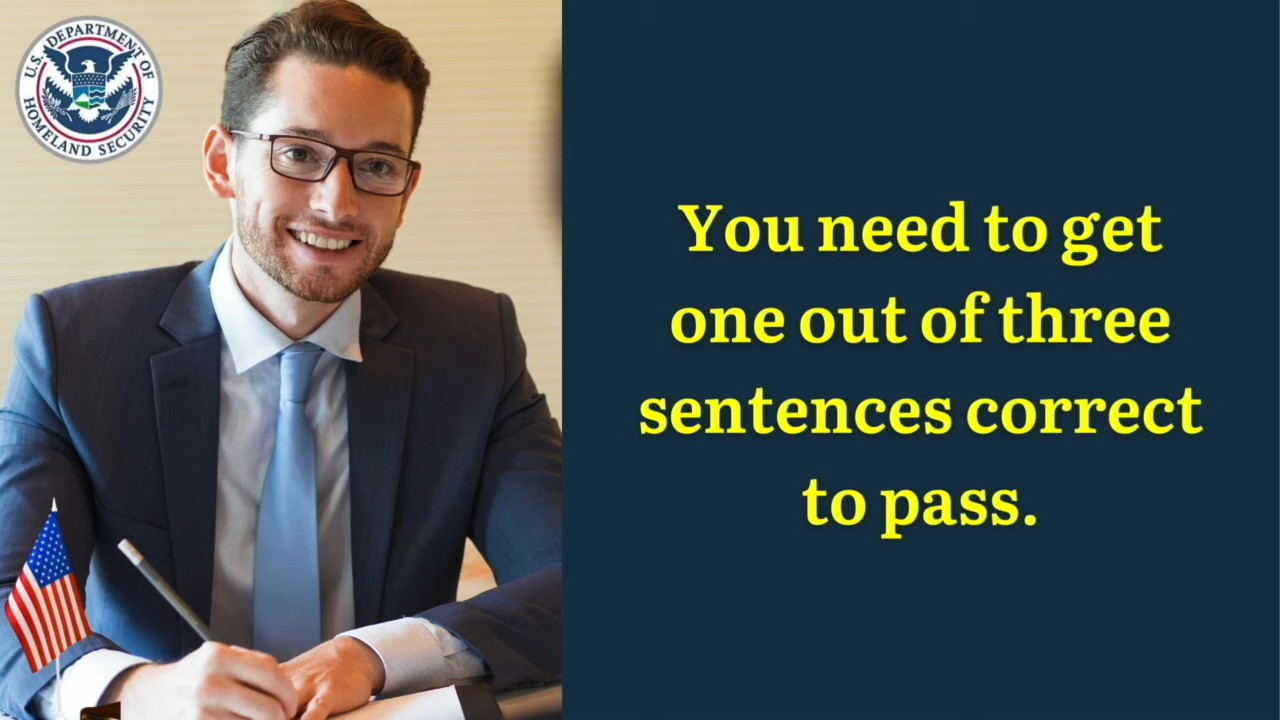 U.S. DEPARTMENT OF
HOMELAND SECURITY
You need to get
one out of three
sentences correct
to pass.